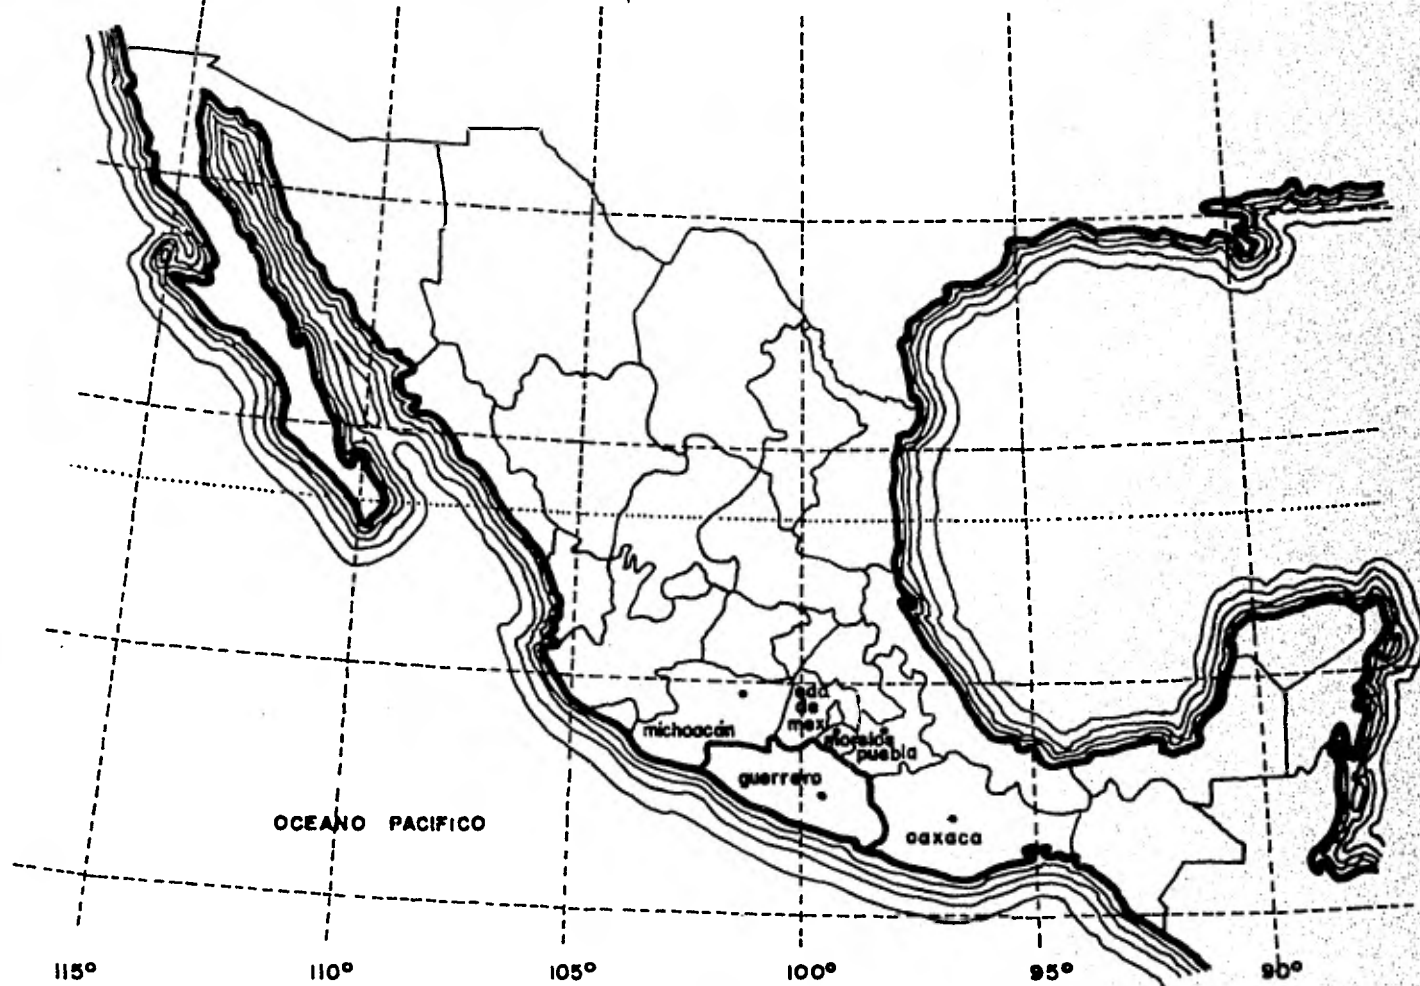 edo.
de
mex
michoacán
morelos
puebla
guerrero
OCEANO PACIFICO
oaxaca
115° 110° 105° 100° 95° 90°